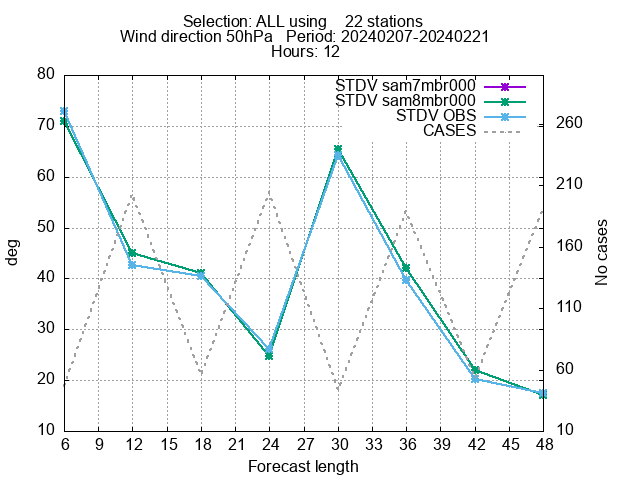 Selection: ALL using    22 stations
Wind direction 50hPa   Period: 20240207-20240221
Hours: 12
STDV sam7mbr000
STDV sam8mbr000
STDV OBS
CASES
80
70
60
50
40
30
20
10
deg
260
210
160
110
60
10
No cases
6 9 12 15 18 21 24 27 30 33 36 39 42 45 48
Forecast length